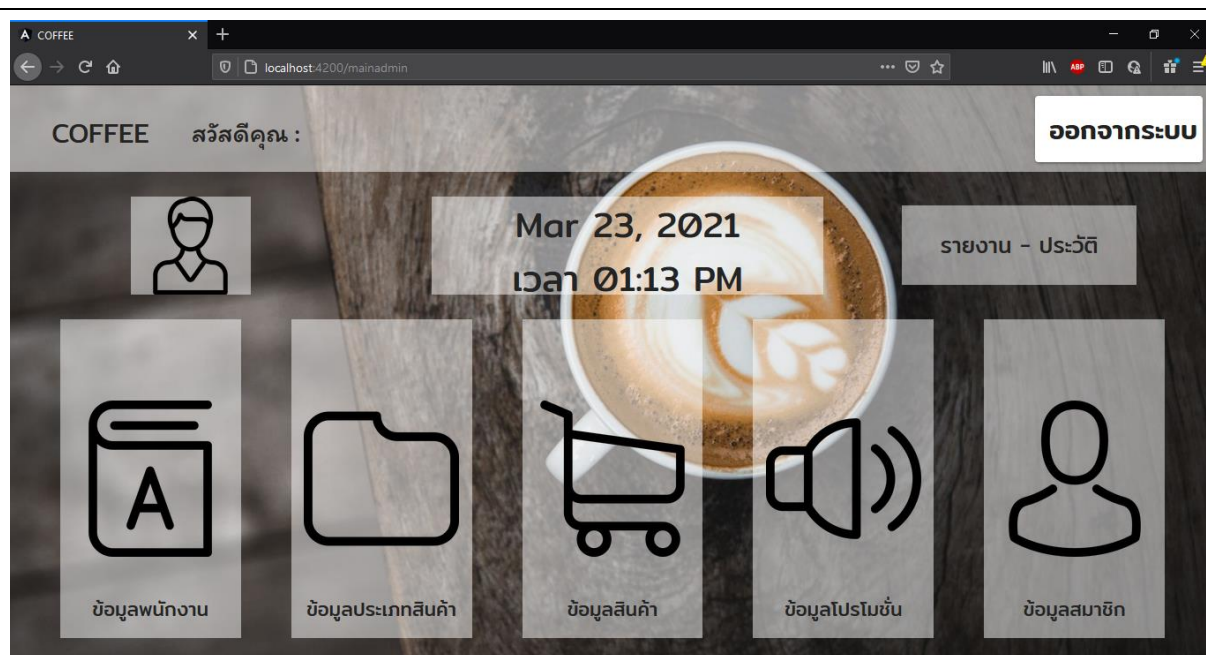 COFFEE
localhost:4200/mainadmin
ABP
COFFEE สวัสดีคุณ : ออกจากระบบ
Mar 23, 2021
เวลา 01:13 PM
รายงาน - ประวัติ
A
ข้อมูลพนักงาน
ข้อมูลประเภทสินค้า
ข้อมูลสินค้า
ข้อมูลโปรโมชั่น
ข้อมูลสมาชิก